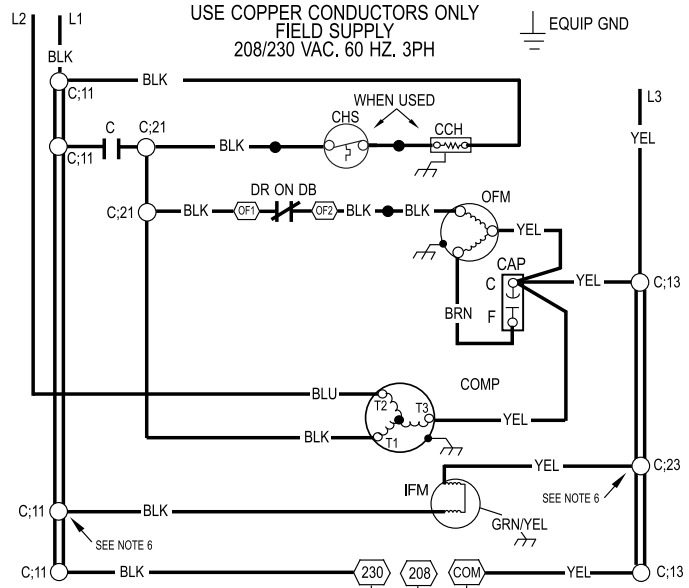 USE COPPER CONDUCTORS ONLY
FIELD SUPPLY
208/230 VAC. 60 HZ. 3PH
EQUIP GND
L2
L1
BLK
C;11
BLK
L3
WHEN USED
CHS
CCH
C
C;21
C;11
BLK
YEL
DR ON DB
C;21
BLK
OF1
OF2
BLK
BLK
OFM
YEL
CAP
C
YEL
C;13
BRN
F
COMP
BLU
T2
T3
YEL
BLK
T1
YEL
C;23
IFM
SEE NOTE 6
C;11
BLK
GRN/YEL
SEE NOTE 6
C;11
BLK
230
208
COM
YEL
C;13